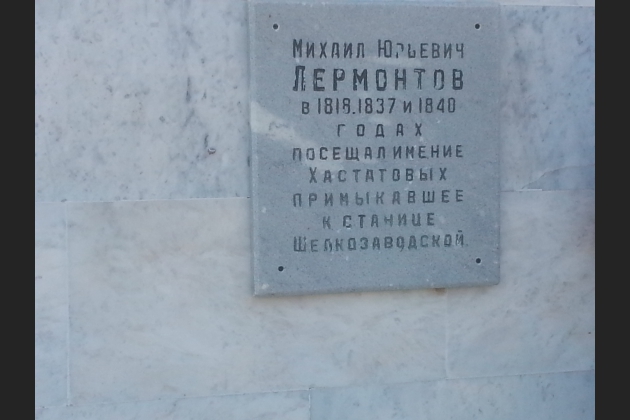 Михаил Юрьевич
Лермонтов
в 1818.1837 и 1840
годах
посещал имение
Хастатовых
примыкавшее
к станице
Шелкозаводской